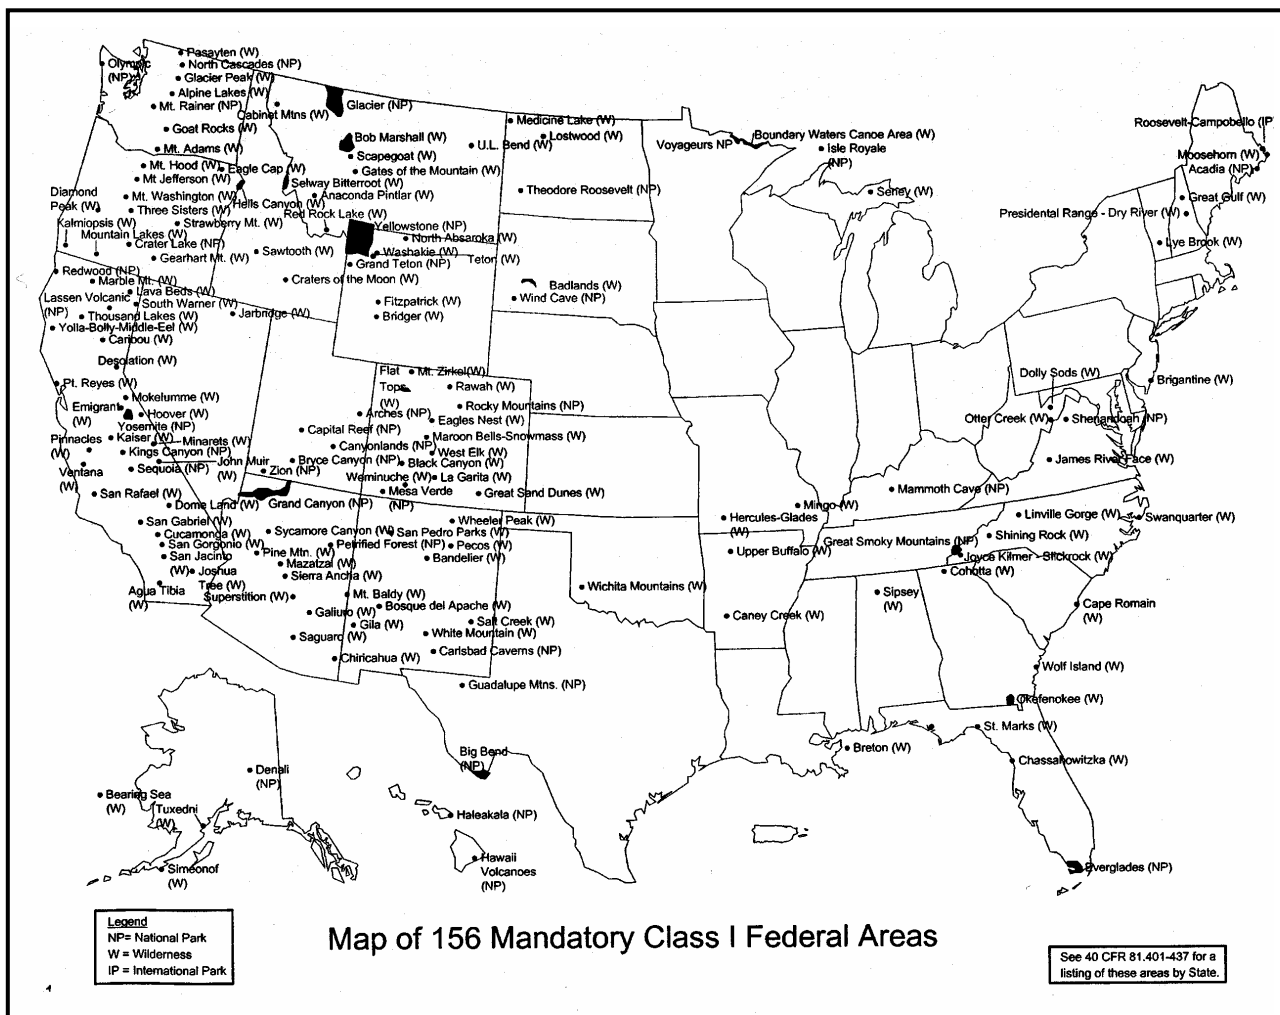 Pasayten (W)
Olympic
(NP)
North Cascades (NP)
Glacier Peak (W)
Alpine Lakes (W)
Mt. Rainer (NP)
Cabinet Mtns (W)
Glacier (NP)
Goat Rocks (W)
Mt. Adams (W)
Bob Marshall (W)
U.L. Bend (W)
Medicine Lake (W)
Lostwood (W)
Voyageurs NP
Boundary Waters Canoe Area (W)
Isle Royale
(NP)
Roosevelt-Campobello (IP
Moosehorn (W)
Acadia (NP)
Scapegoat (W)
Mt. Hood (W)
Eagle Cap (W)
Gates of the Mountain (W)
Mt Jefferson (W)
Selway Bitterroot (W)
Theodore Roosevelt (NP)
Seney (W)
Great Gulf (W)
Diamond
Peak (W)
Mt. Washington (W)
Hells Canyon (W)
Anaconda Pintlar (W)
Three Sisters (W)
Red Rock Lake (W)
Presidental Range - Dry River (W)
Kalmiopsis (W)
Strawberry Mt. (W)
Yellowstone (NP)
Mountain Lakes (W)
North Absaroka (W)
Crater Lake (NP)
Sawtooth (W)
Washakie (W)
Teton (W)
Lye Brook (W)
Gearhart Mt. (W)
Grand Teton (NP)
Redwood (NP)
Marble Mt. (W)
Craters of the Moon (W)
Badlands (W)
Lava Beds (W)
Wind Cave (NP)
Lassen Volcanic
(NP)
South Warner (W)
Jarbridge (W)
Fitzpatrick (W)
Thousand Lakes (W)
Bridger (W)
Yolla-Bolly-Middle-Eel (W)
Caribou (W)
Desolation (W)
Flat
Tops
(W)
Mt. Zirkel(W)
Dolly Sods (W)
Pt. Reyes (W)
Rawah (W)
Brigantine (W)
Mokelumme (W)
Emigrant
(W)
Hoover (W)
Arches (NP)
Rocky Mountains (NP)
Otter Creek (W)
Shenandoah (NP)
Yosemite (NP)
Capital Reef (NP)
Eagles Nest (W)
Pinnacles
(W)
Kaiser (W)
Minarets (W)
Canyonlands (NP)
Maroon Bells-Snowmass (W)
Kings Canyon (NP)
West Elk (W)
John Muir
(W)
Bryce Canyon (NP)
Black Canyon (W)
James River Face (W)
Ventana
(W)
Sequoia (NP)
Zion (NP)
Weminuche (W)
La Garita (W)
San Rafael (W)
Mesa Verde
(NP)
Great Sand Dunes (W)
Mammoth Cave (NP)
Dome Land (W)
Grand Canyon (NP)
Mingo (W)
San Gabriel (W)
Wheeler Peak (W)
Hercules-Glades
(W)
Linville Gorge (W)
Swanquarter (W)
Cucamonga (W)
Sycamore Canyon (W)
San Pedro Parks (W)
Shining Rock (W)
San Gorgonio (W)
Petrified Forest (NP)
Pecos (W)
Great Smoky Mountains (NP)
San Jacinto
(W)
Pine Mtn. (W)
Bandelier (W)
Upper Buffalo (W)
Joyce Kilmer - Slickrock (W)
Mazatzal (W)
Joshua
Tree (W)
Sierra Ancha (W)
Cohotta (W)
Agua Tibia
(W)
Superstition (W)
Mt. Baldy (W)
Wichita Mountains (W)
Sipsey
(W)
Galiuro (W)
Bosque del Apache (W)
Caney Creek (W)
Cape Romain
(W)
Gila (W)
Salt Creek (W)
Saguaro (W)
White Mountain (W)
Chiricahua (W)
Carlsbad Caverns (NP)
Wolf Island (W)
Guadalupe Mtns. (NP)
Okefenokee (W)
St. Marks (W)
Big Bend
(NP)
Breton (W)
Chassahowitzka (W)
Denali
(NP)
Bearing Sea
(W)
Tuxedni
(W)
Haleakala (NP)
Simeonof
(W)
Hawaii
Volcanoes
(NP)
Everglades (NP)
Legend
NP= National Park
W = Wilderness
IP = International Park
Map of 156 Mandatory Class I Federal Areas
See 40 CFR 81.401-437 for a
listing of these areas by State.